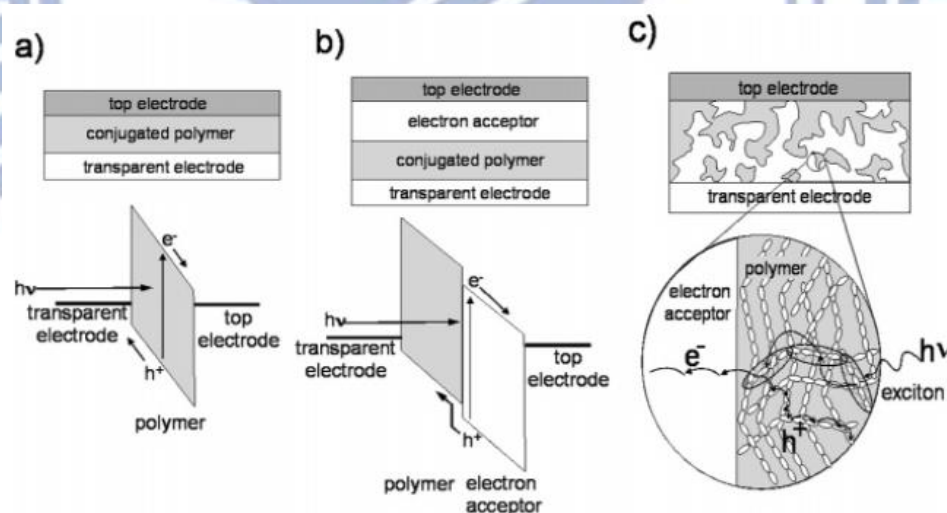 a)
top electrode
conjugated polymer
transparent electrode
e-
hν
transparent
electrode
top
electrode
h+
polymer
b)
top electrode
electron acceptor
conjugated polymer
transparent electrode
e-
hν
transparent
electrode
top
electrode
h+
polymer electron
acceptor
c)
top electrode
transparent electrode
polymer
electron
acceptor
e-
hν
exciton
h+